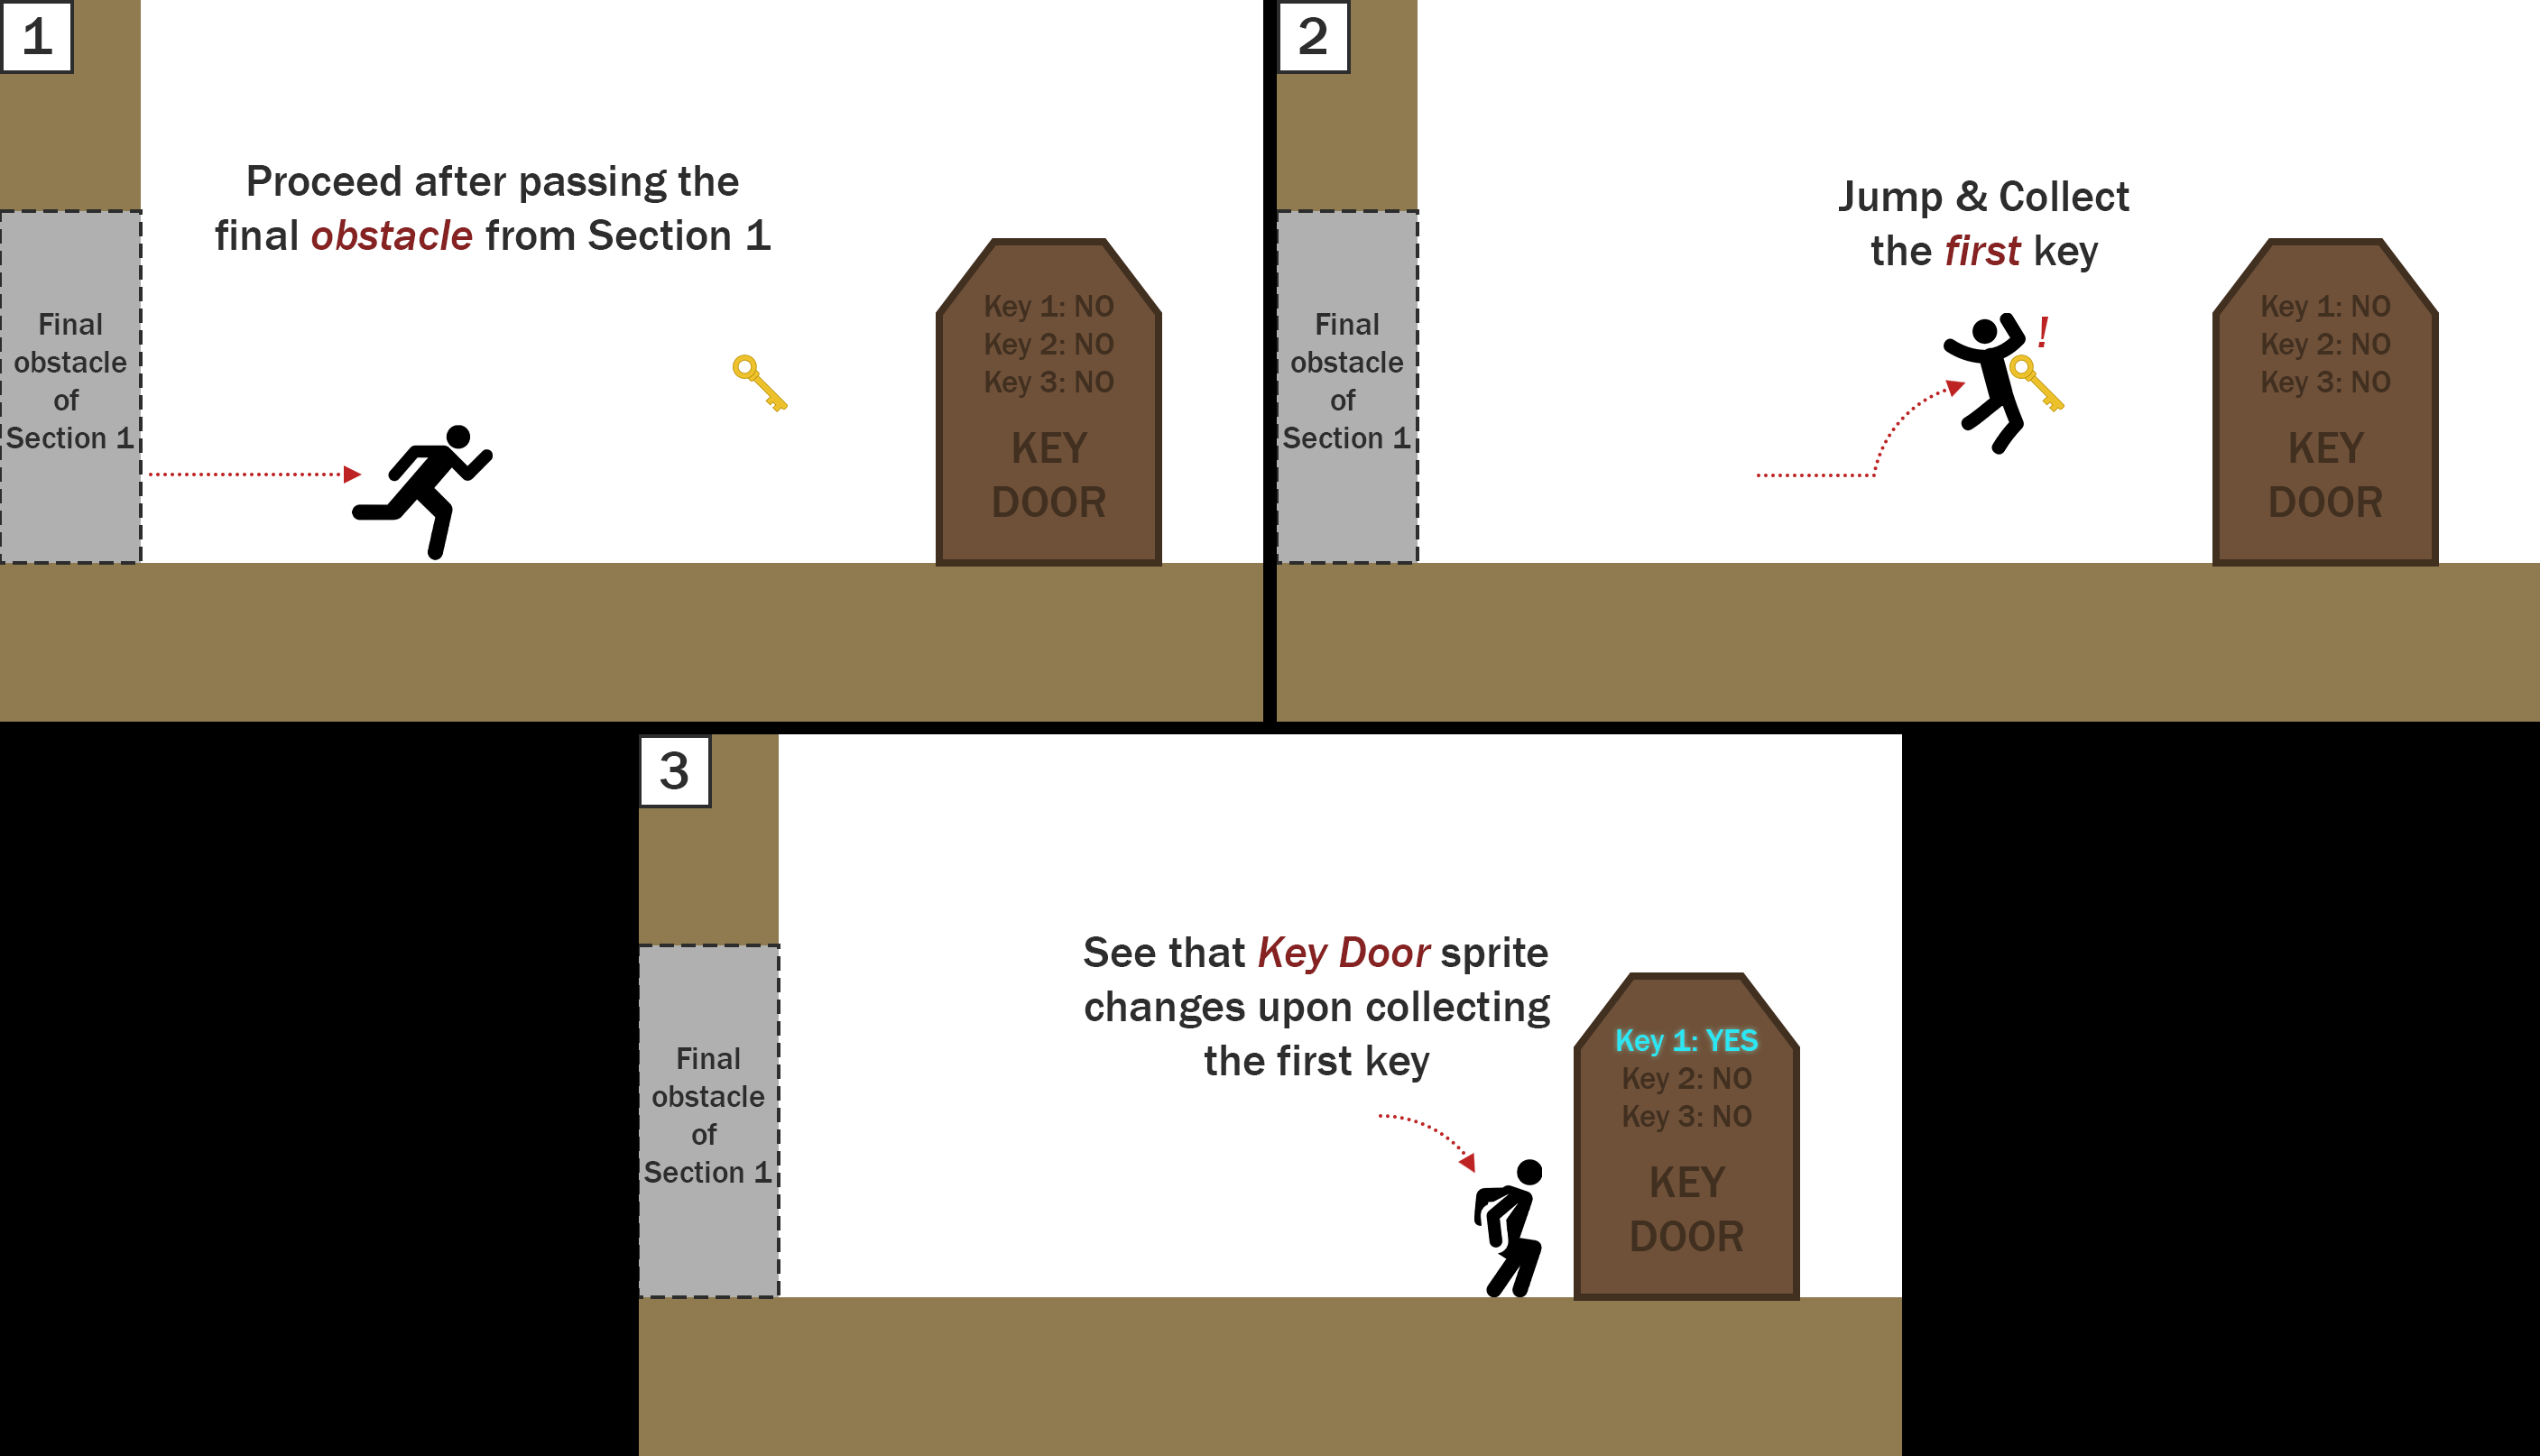 1
Proceed after passing the
final obstacle from Section 1
Final
obstacle
of
Section 1
Key 1: NO
Key 2: NO
Key 3: NO
KEY
DOOR
2
Jump & Collect
the first key
!
Final
obstacle
of
Section 1
Key 1: NO
Key 2: NO
Key 3: NO
KEY
DOOR
3
See that Key Door sprite
changes upon collecting
the first key
Final
obstacle
of
Section 1
Key 1: YES
Key 2: NO
Key 3: NO
KEY
DOOR